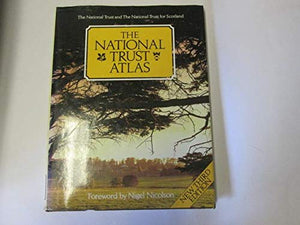 The National Trust and The National Trust for Scotland
THE
NATIONAL
TRUST
ATLAS
NEW THIRD
EDITION
Foreword by Nigel Nicolson